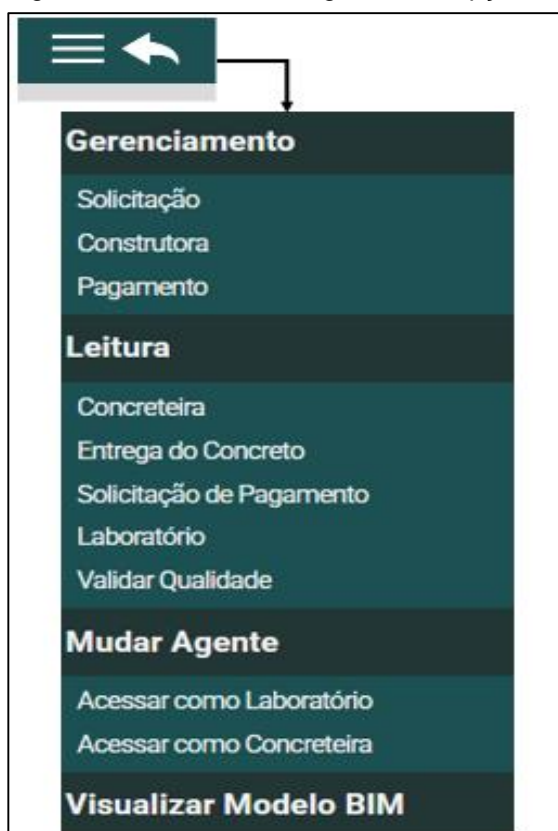 Gerenciamento
Solicitação
Construtora
Pagamento
Leitura
Concreteira
Entrega do Concreto
Solicitação de Pagamento
Laboratório
Validar Qualidade
Mudar Agente
Acessar como Laboratório
Acessar como Concreteira
Visualizar Modelo BIM